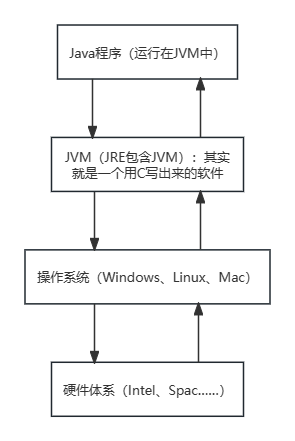 Java程序（运行在JVM中）
JVM（JRE包含JVM）：其实
就是一个用C写出来的软件
操作系统（Windows、Linux、Mac）
硬件体系（Intel、Spac......）